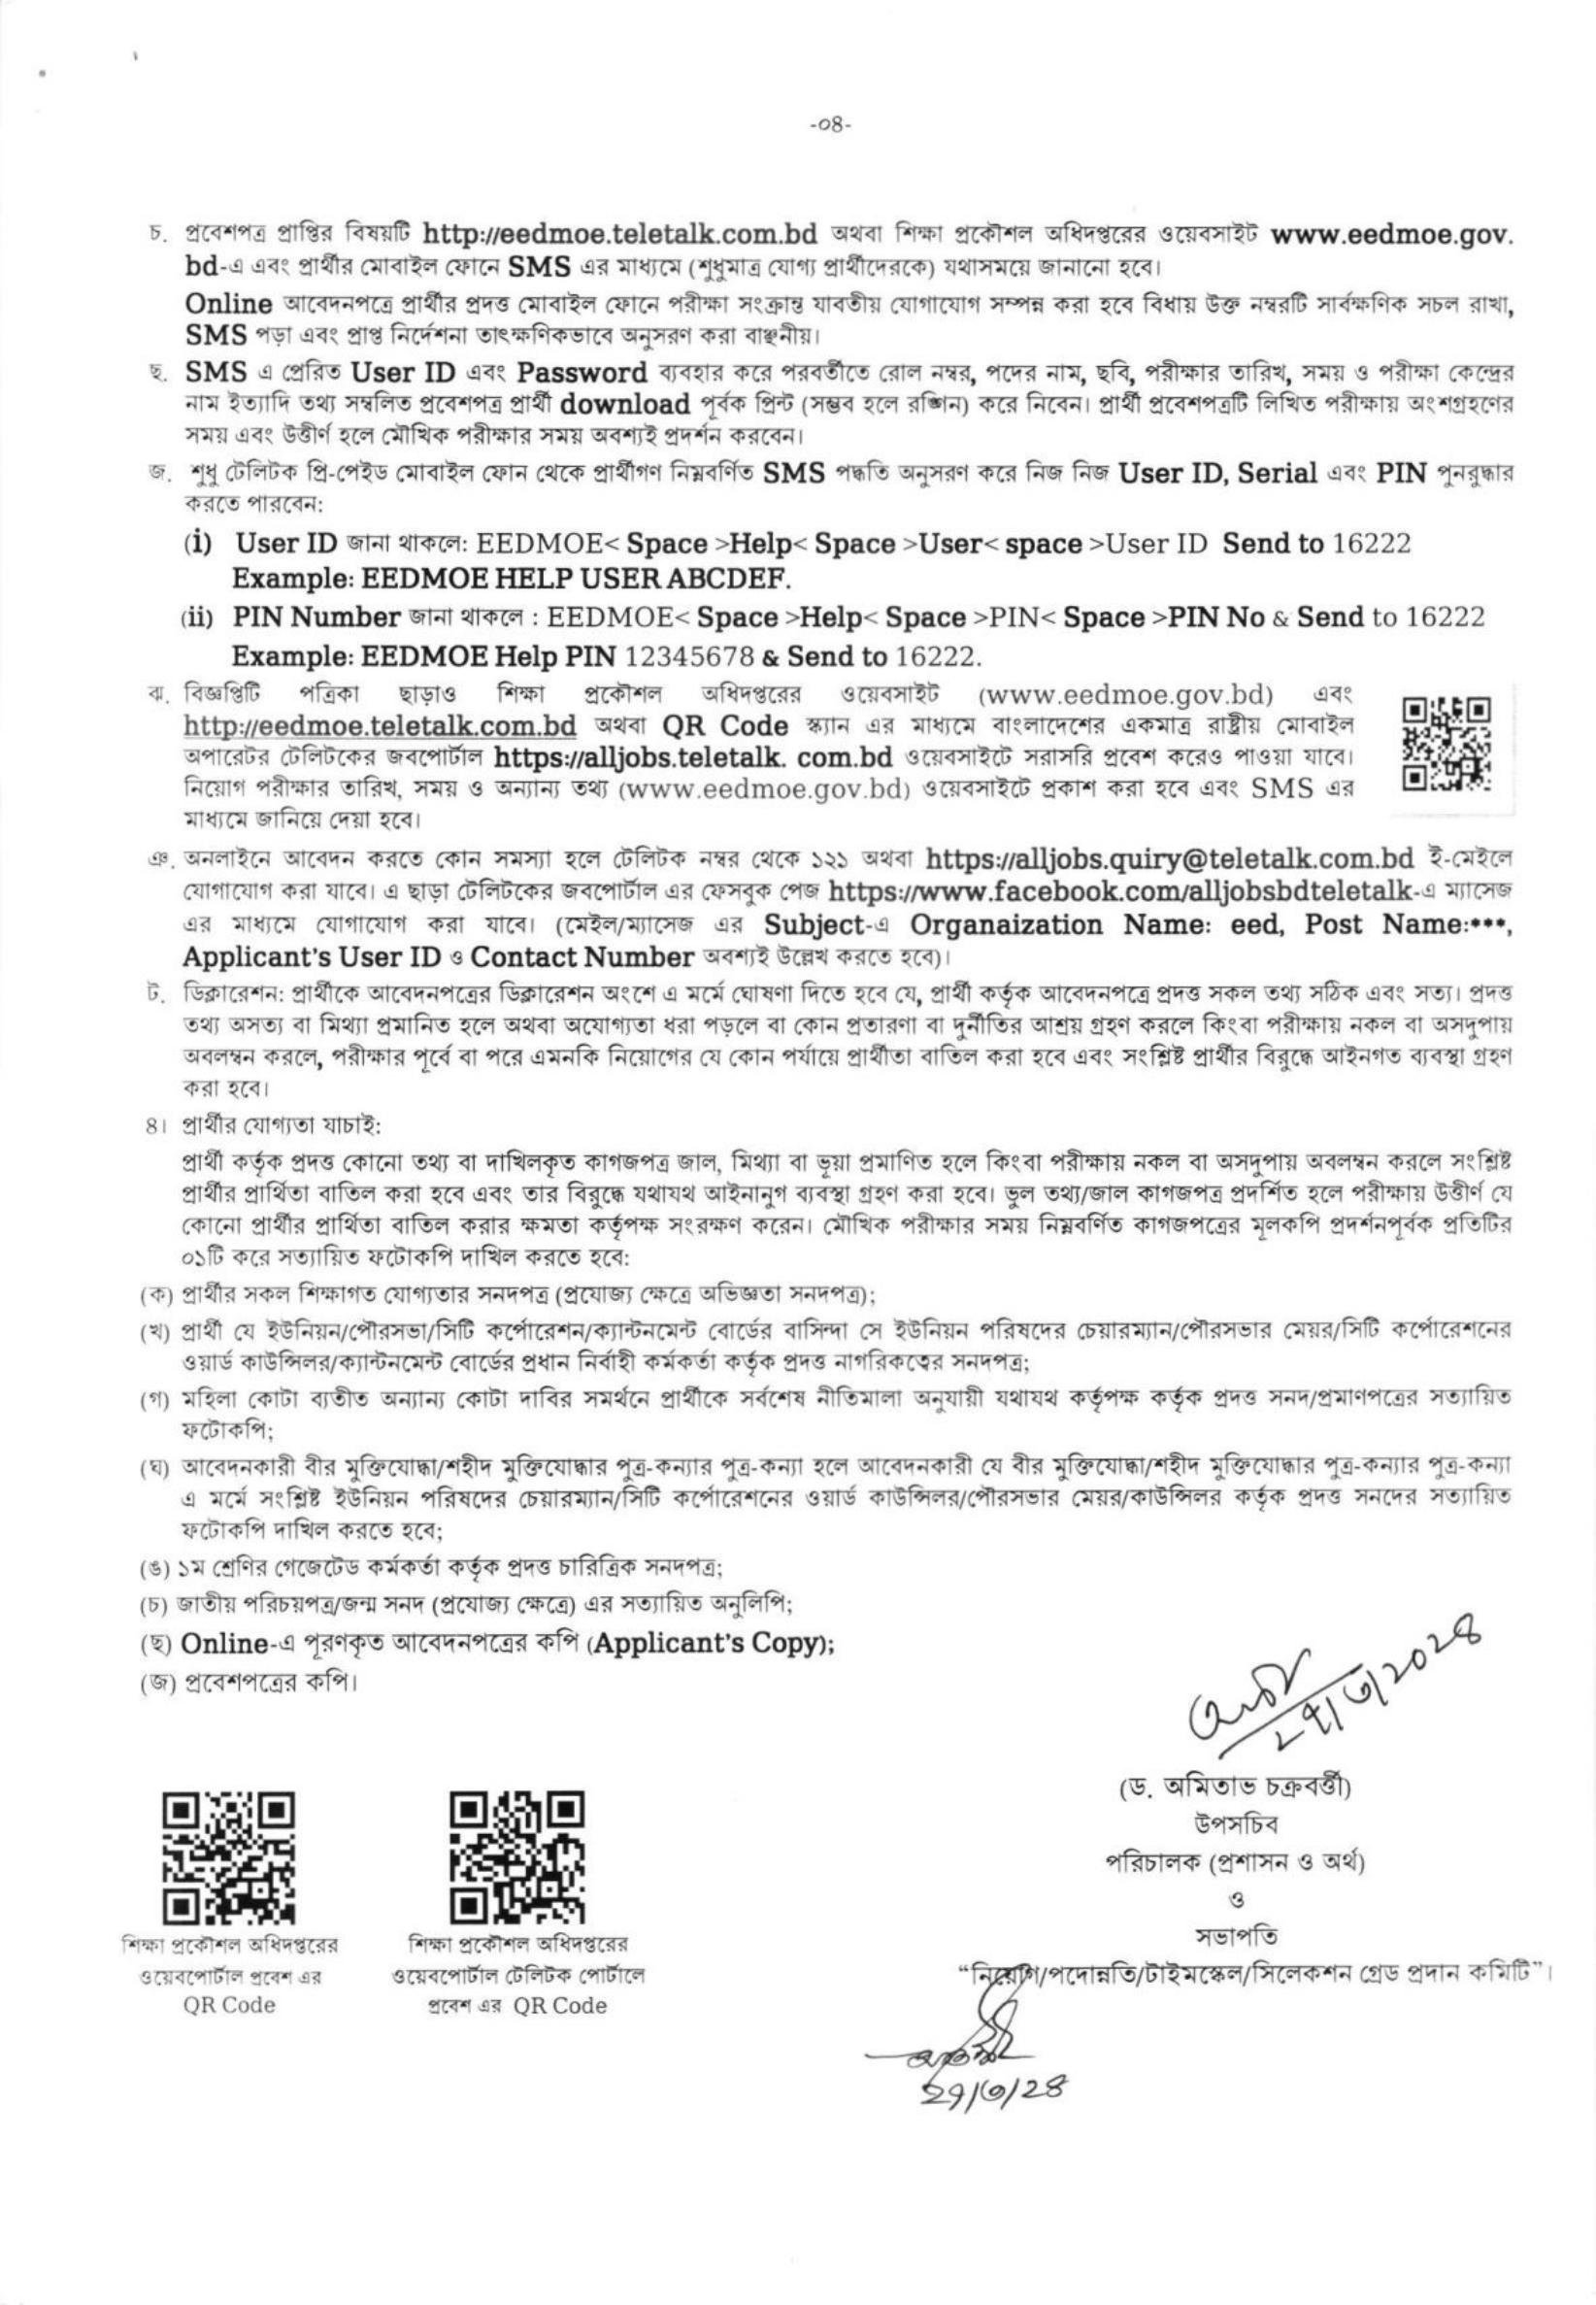 -০৪-
চ. প্রবেশপত্র প্রাপ্তির বিষয়টি http://eedmoe.teletalk.com.bd অথবা শিক্ষা প্রকৌশল অধিদপ্তরের ওয়েবসাইট www.eedmoe.gov.
bd-এ এবং প্রার্থীর মোবাইল ফোনে SMS এর মাধ্যমে (শুধুমাত্র যোগ্য প্রার্থীদেরকে) যথাসময়ে জানানো হবে।
Online আবেদনপত্রে প্রার্থীর প্রদত্ত মোবাইল ফোনে পরীক্ষা সংক্রান্ত যাবতীয় যোগাযোগ সম্পন্ন করা হবে বিধায় উক্ত নম্বরটি সার্বক্ষণিক সচল রাখা,
SMS পড়া এবং প্রাপ্ত নির্দেশনা তাৎক্ষণিকভাবে অনুসরণ করা বাঞ্ছনীয়।
ছ. SMS এ প্রেরিত User ID এবং Password ব্যবহার করে পরবর্তীতে রোল নম্বর, পদের নাম, ছবি, পরীক্ষার তারিখ, সময় ও পরীক্ষা কেন্দ্রের
নাম ইত্যাদি তথ্য সম্বলিত প্রবেশপত্র প্রার্থী download পূর্বক প্রিন্ট (সম্ভব হলে রঙ্গিন) করে নিবেন। প্রার্থী প্রবেশপত্রটি লিখিত পরীক্ষায় অংশগ্রহণের
সময় এবং উত্তীর্ণ হলে মৌখিক পরীক্ষার সময় অবশ্যই প্রদর্শন করবেন।
জ. শুধু টেলিটক প্রি-পেইড মোবাইল ফোন থেকে প্রার্থীগণ নিম্নবর্ণিত SMS পদ্ধতি অনুসরণ করে নিজ নিজ User ID, Serial এবং PIN পুনরুদ্ধার
করতে পারবেন:
(i) User ID জানা থাকলে: EEDMOE< Space >Help< Space >User< space >User ID Send to 16222
Example: EEDMOE HELP USER ABCDEF.
(ii) PIN Number জানা থাকলে : EEDMOE< Space >Help< Space >PIN< Space >PIN No & Send to 16222
Example: EEDMOE Help PIN 12345678 & Send to 16222.
ঝ. বিজ্ঞপ্তিটি পত্রিকা ছাড়াও শিক্ষা প্রকৌশল অধিদপ্তরের ওয়েবসাইট (www.eedmoe.gov.bd) এবং
http://eedmoe.teletalk.com.bd অথবা QR Code স্ক্যান এর মাধ্যমে বাংলাদেশের একমাত্র রাষ্ট্রীয় মোবাইল
অপারেটর টেলিটকের জবপোর্টাল https://alljobs.teletalk. com.bd ওয়েবসাইটে সরাসরি প্রবেশ করেও পাওয়া যাবে।
নিয়োগ পরীক্ষার তারিখ, সময় ও অন্যান্য তথ্য (www.eedmoe.gov.bd) ওয়েবসাইটে প্রকাশ করা হবে এবং SMS এর
মাধ্যমে জানিয়ে দেয়া হবে।
ঞ. অনলাইনে আবেদন করতে কোন সমস্যা হলে টেলিটক নম্বর থেকে ১২১ অথবা https://alljobs.quiry@teletalk.com.bd ই-মেইলে
যোগাযোগ করা যাবে। এ ছাড়া টেলিটকের জবপোর্টাল এর ফেসবুক পেজ https://www.facebook.com/alljobsbdteletalk-এ ম্যাসেজ
এর মাধ্যমে যোগাযোগ করা যাবে। (মেইল/ম্যাসেজ এর Subject-এ Organaization Name: eed, Post Name:***,
Applicant's User ID ও Contact Number অবশ্যই উল্লেখ করতে হবে)।
ট. ডিক্লারেশন: প্রার্থীকে আবেদনপত্রের ডিক্লারেশন অংশে এ মর্মে ঘোষণা দিতে হবে যে, প্রার্থী কর্তৃক আবেদনপত্রে প্রদত্ত সকল তথ্য সঠিক এবং সত্য। প্রদত্ত
তথ্য অসত্য বা মিথ্যা প্রমানিত হলে অথবা অযোগ্যতা ধরা পড়লে বা কোন প্রতারণা বা দুর্নীতির আশ্রয় গ্রহণ করলে কিংবা পরীক্ষায় নকল বা অসদুপায়
অবলম্বন করলে, পরীক্ষার পূর্বে বা পরে এমনকি নিয়োগের যে কোন পর্যায়ে প্রার্থীতা বাতিল করা হবে এবং সংশ্লিষ্ট প্রার্থীর বিরুদ্ধে আইনগত ব্যবস্থা গ্রহণ
করা হবে।
৪। প্রার্থীর যোগ্যতা যাচাই:
প্রার্থী কর্তৃক প্রদত্ত কোনো তথ্য বা দাখিলকৃত কাগজপত্র জাল, মিথ্যা বা ভূয়া প্রমাণিত হলে কিংবা পরীক্ষায় নকল বা অসদুপায় অবলম্বন করলে সংশ্লিষ্ট
প্রার্থীর প্রার্থিতা বাতিল করা হবে এবং তার বিরুদ্ধে যথাযথ আইনানুগ ব্যবস্থা গ্রহণ করা হবে। ভুল তথ্য/জাল কাগজপত্র প্রদর্শিত হলে পরীক্ষায় উত্তীর্ণ যে
কোনো প্রার্থীর প্রার্থিতা বাতিল করার ক্ষমতা কর্তৃপক্ষ সংরক্ষণ করেন। মৌখিক পরীক্ষার সময় নিম্নবর্ণিত কাগজপত্রের মূলকপি প্রদর্শনপূর্বক প্রতিটির
০১টি করে সত্যায়িত ফটোকপি দাখিল করতে হবে:
(ক) প্রার্থীর সকল শিক্ষাগত যোগ্যতার সনদপত্র (প্রযোজ্য ক্ষেত্রে অভিজ্ঞতা সনদপত্র);
(খ) প্রার্থী যে ইউনিয়ন/পৌরসভা/সিটি কর্পোরেশন/ক্যান্টনমেন্ট বোর্ডের বাসিন্দা সে ইউনিয়ন পরিষদের চেয়ারম্যান/পৌরসভার মেয়র/সিটি কর্পোরেশনের
ওয়ার্ড কাউন্সিলর/ক্যান্টনমেন্ট বোর্ডের প্রধান নির্বাহী কর্মকর্তা কর্তৃক প্রদত্ত নাগরিকত্বের সনদপত্র;
(গ) মহিলা কোটা ব্যতীত অন্যান্য কোটা দাবির সমর্থনে প্রার্থীকে সর্বশেষ নীতিমালা অনুযায়ী যথাযথ কর্তৃপক্ষ কর্তৃক প্রদত্ত সনদ/প্রমাণপত্রের সত্যায়িত
ফটোকপি;
(ঘ) আবেদনকারী বীর মুক্তিযোদ্ধা/শহীদ মুক্তিযোদ্ধার পুত্র-কন্যার পুত্র-কন্যা হলে আবেদনকারী যে বীর মুক্তিযোদ্ধা/শহীদ মুক্তিযোদ্ধার পুত্র-কন্যার পুত্র-কন্যা
এ মর্মে সংশ্লিষ্ট ইউনিয়ন পরিষদের চেয়ারম্যান/সিটি কর্পোরেশনের ওয়ার্ড কাউন্সিলর/পৌরসভার মেয়র/কাউন্সিলর কর্তৃক প্রদত্ত সনদের সত্যায়িত
ফটোকপি দাখিল করতে হবে;
(ঙ) ১ম শ্রেণির গেজেটেড কর্মকর্তা কর্তৃক প্রদত্ত চারিত্রিক সনদপত্র;
(চ) জাতীয় পরিচয়পত্র/জন্ম সনদ (প্রযোজ্য ক্ষেত্রে) এর সত্যায়িত অনুলিপি;
(ছ) Online-এ পূরণকৃত আবেদনপত্রের কপি (Applicant's Copy);
(জ) প্রবেশপত্রের কপি।
২৭/৩/২০২৪
(ড. অমিতাভ চক্রবর্ত্তী)
উপসচিব
পরিচালক (প্রশাসন ও অর্থ)
ও
সভাপতি
“নিয়োগ/পদোন্নতি/টাইমস্কেল/সিলেকশন গ্রেড প্রদান কমিটি”।
২৭/৩/২৪
শিক্ষা প্রকৌশল অধিদপ্তরের
ওয়েবপোর্টাল প্রবেশ এর
QR Code
শিক্ষা প্রকৌশল অধিদপ্তরের
ওয়েবপোর্টাল টেলিটক পোর্টালে
প্রবেশ এর QR Code